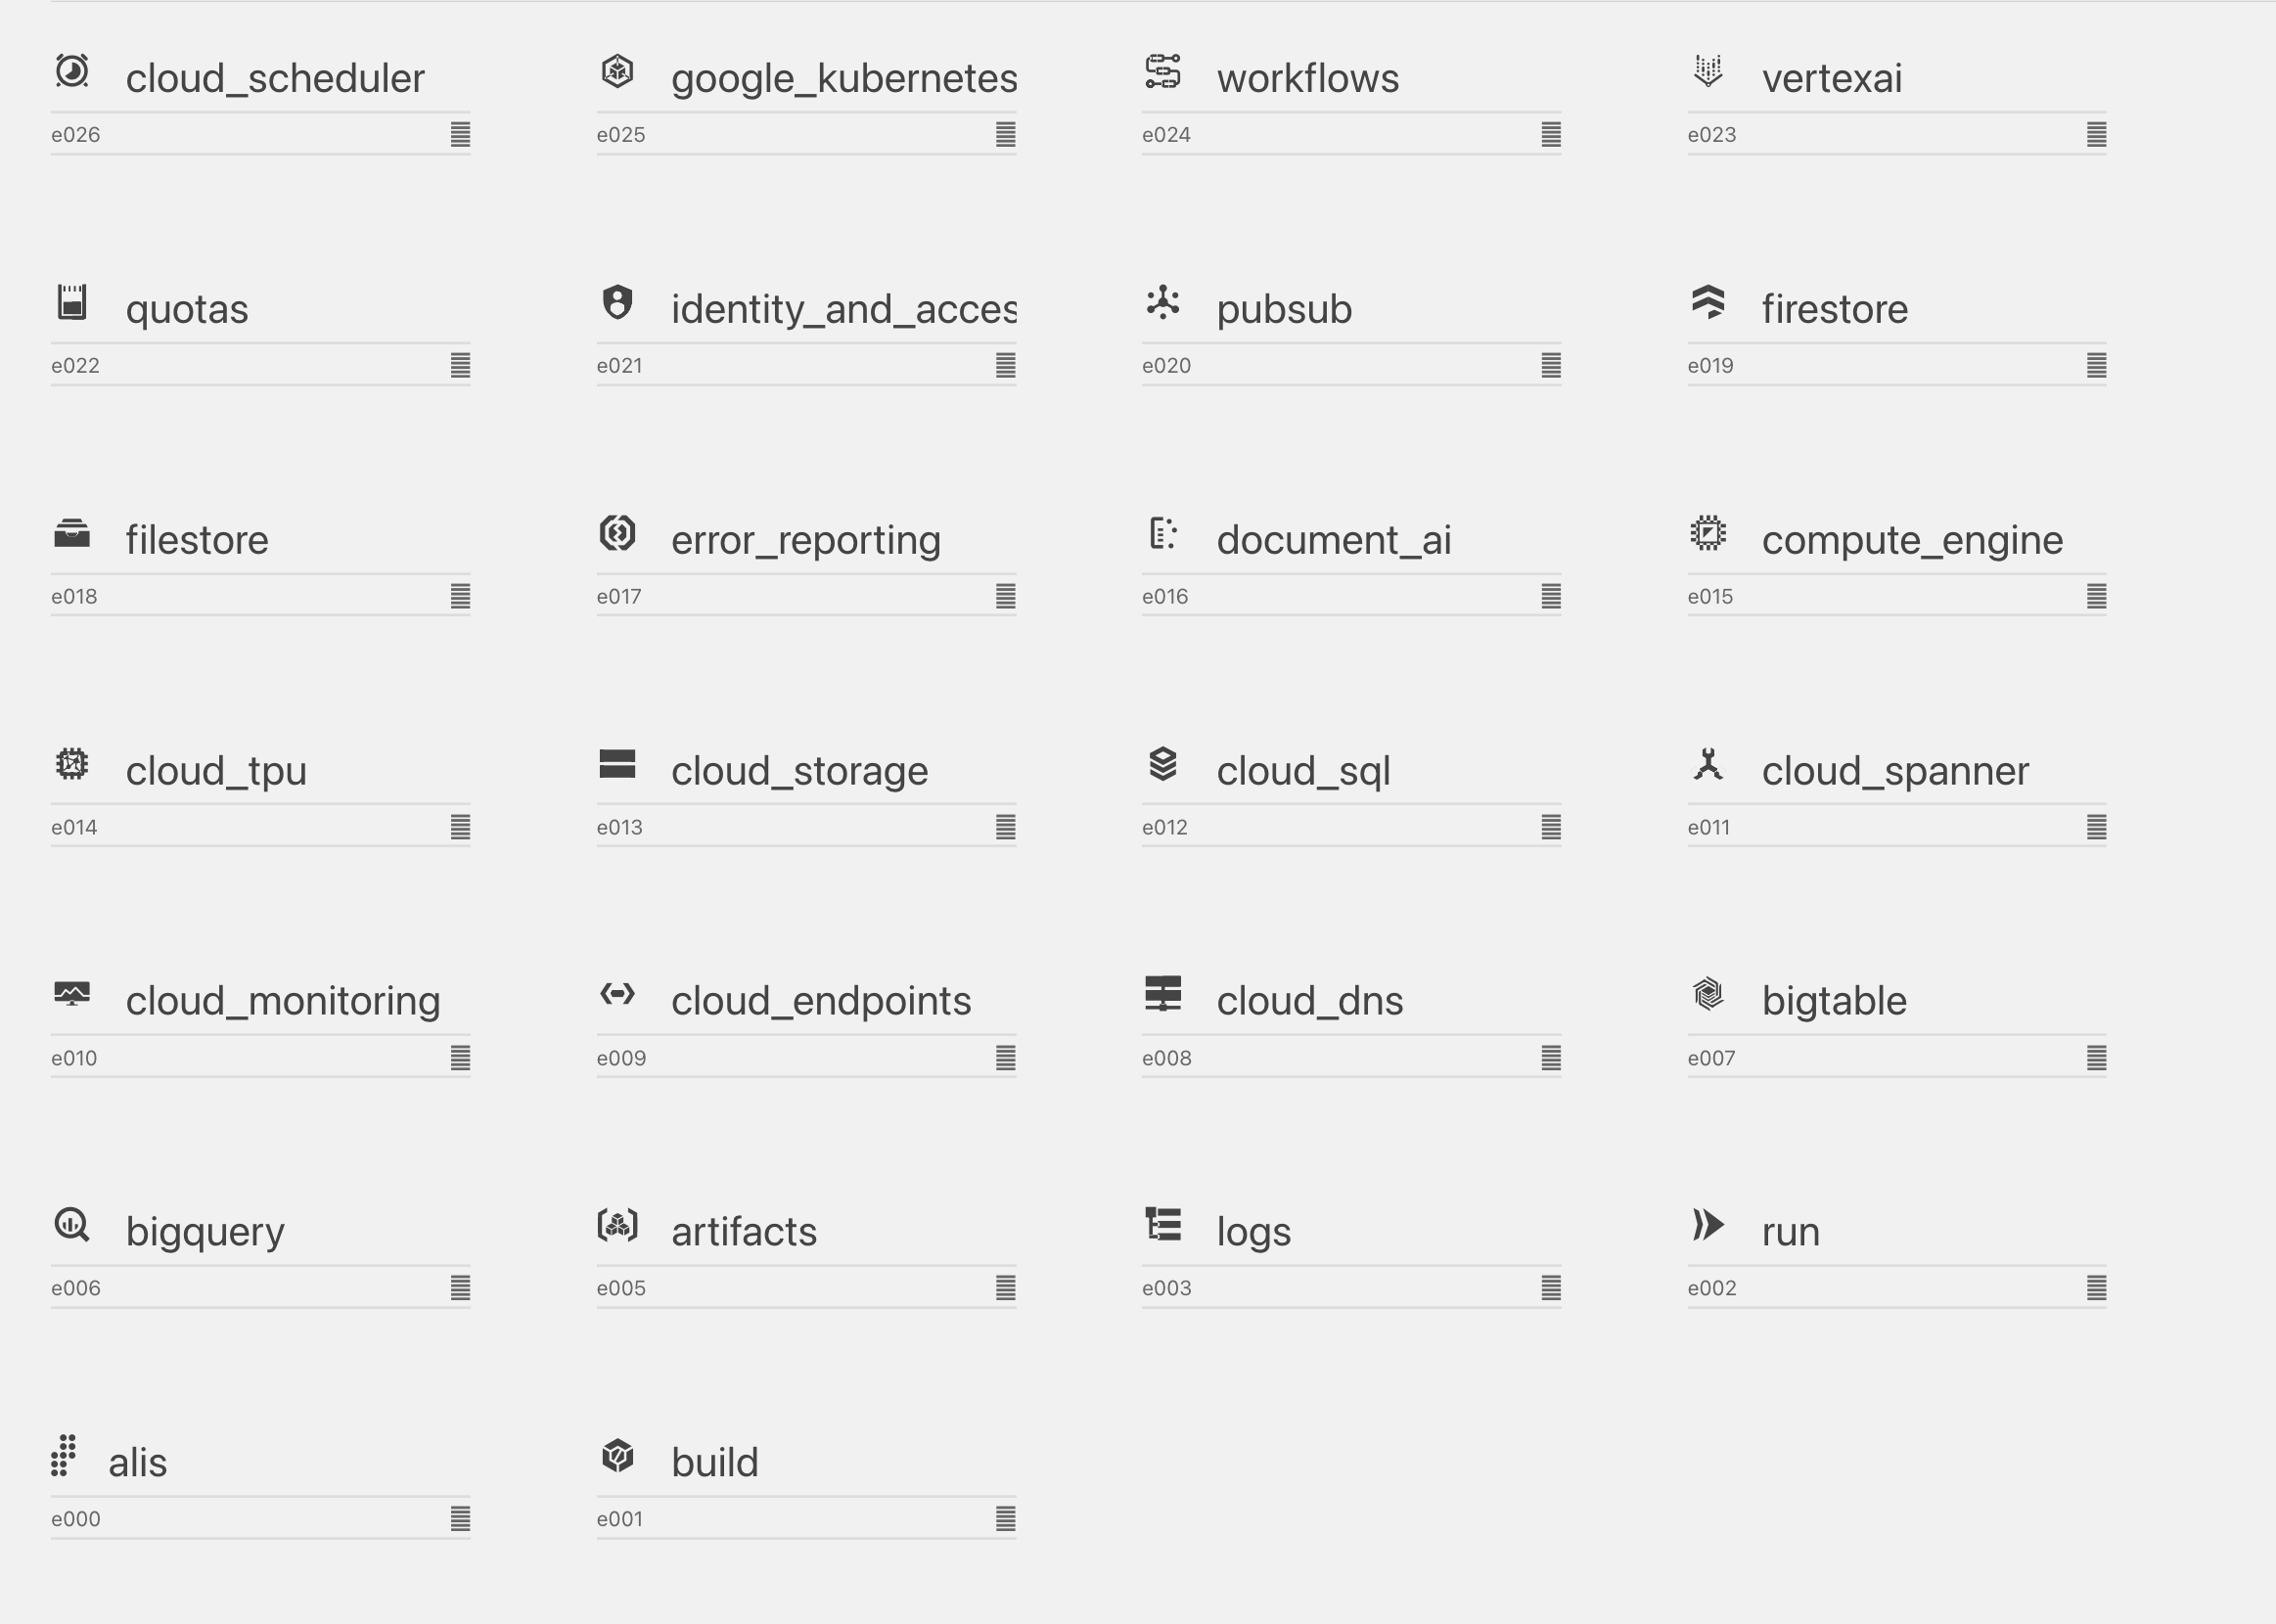 cloud_scheduler google_kubernetes workflows vertexai
e026 e025 e024 e023
quotas identity_and_acces pubsub firestore
e022 e021 e020 e019
filestore error_reporting document_ai compute_engine
e018 e017 e016 e015
cloud_tpu cloud_storage cloud_sql cloud_spanner
e014 e013 e012 e011
cloud_monitoring cloud_endpoints cloud_dns bigtable
e010 e009 e008 e007
bigquery artifacts logs run
e006 e005 e003 e002
alis build
e000 e001